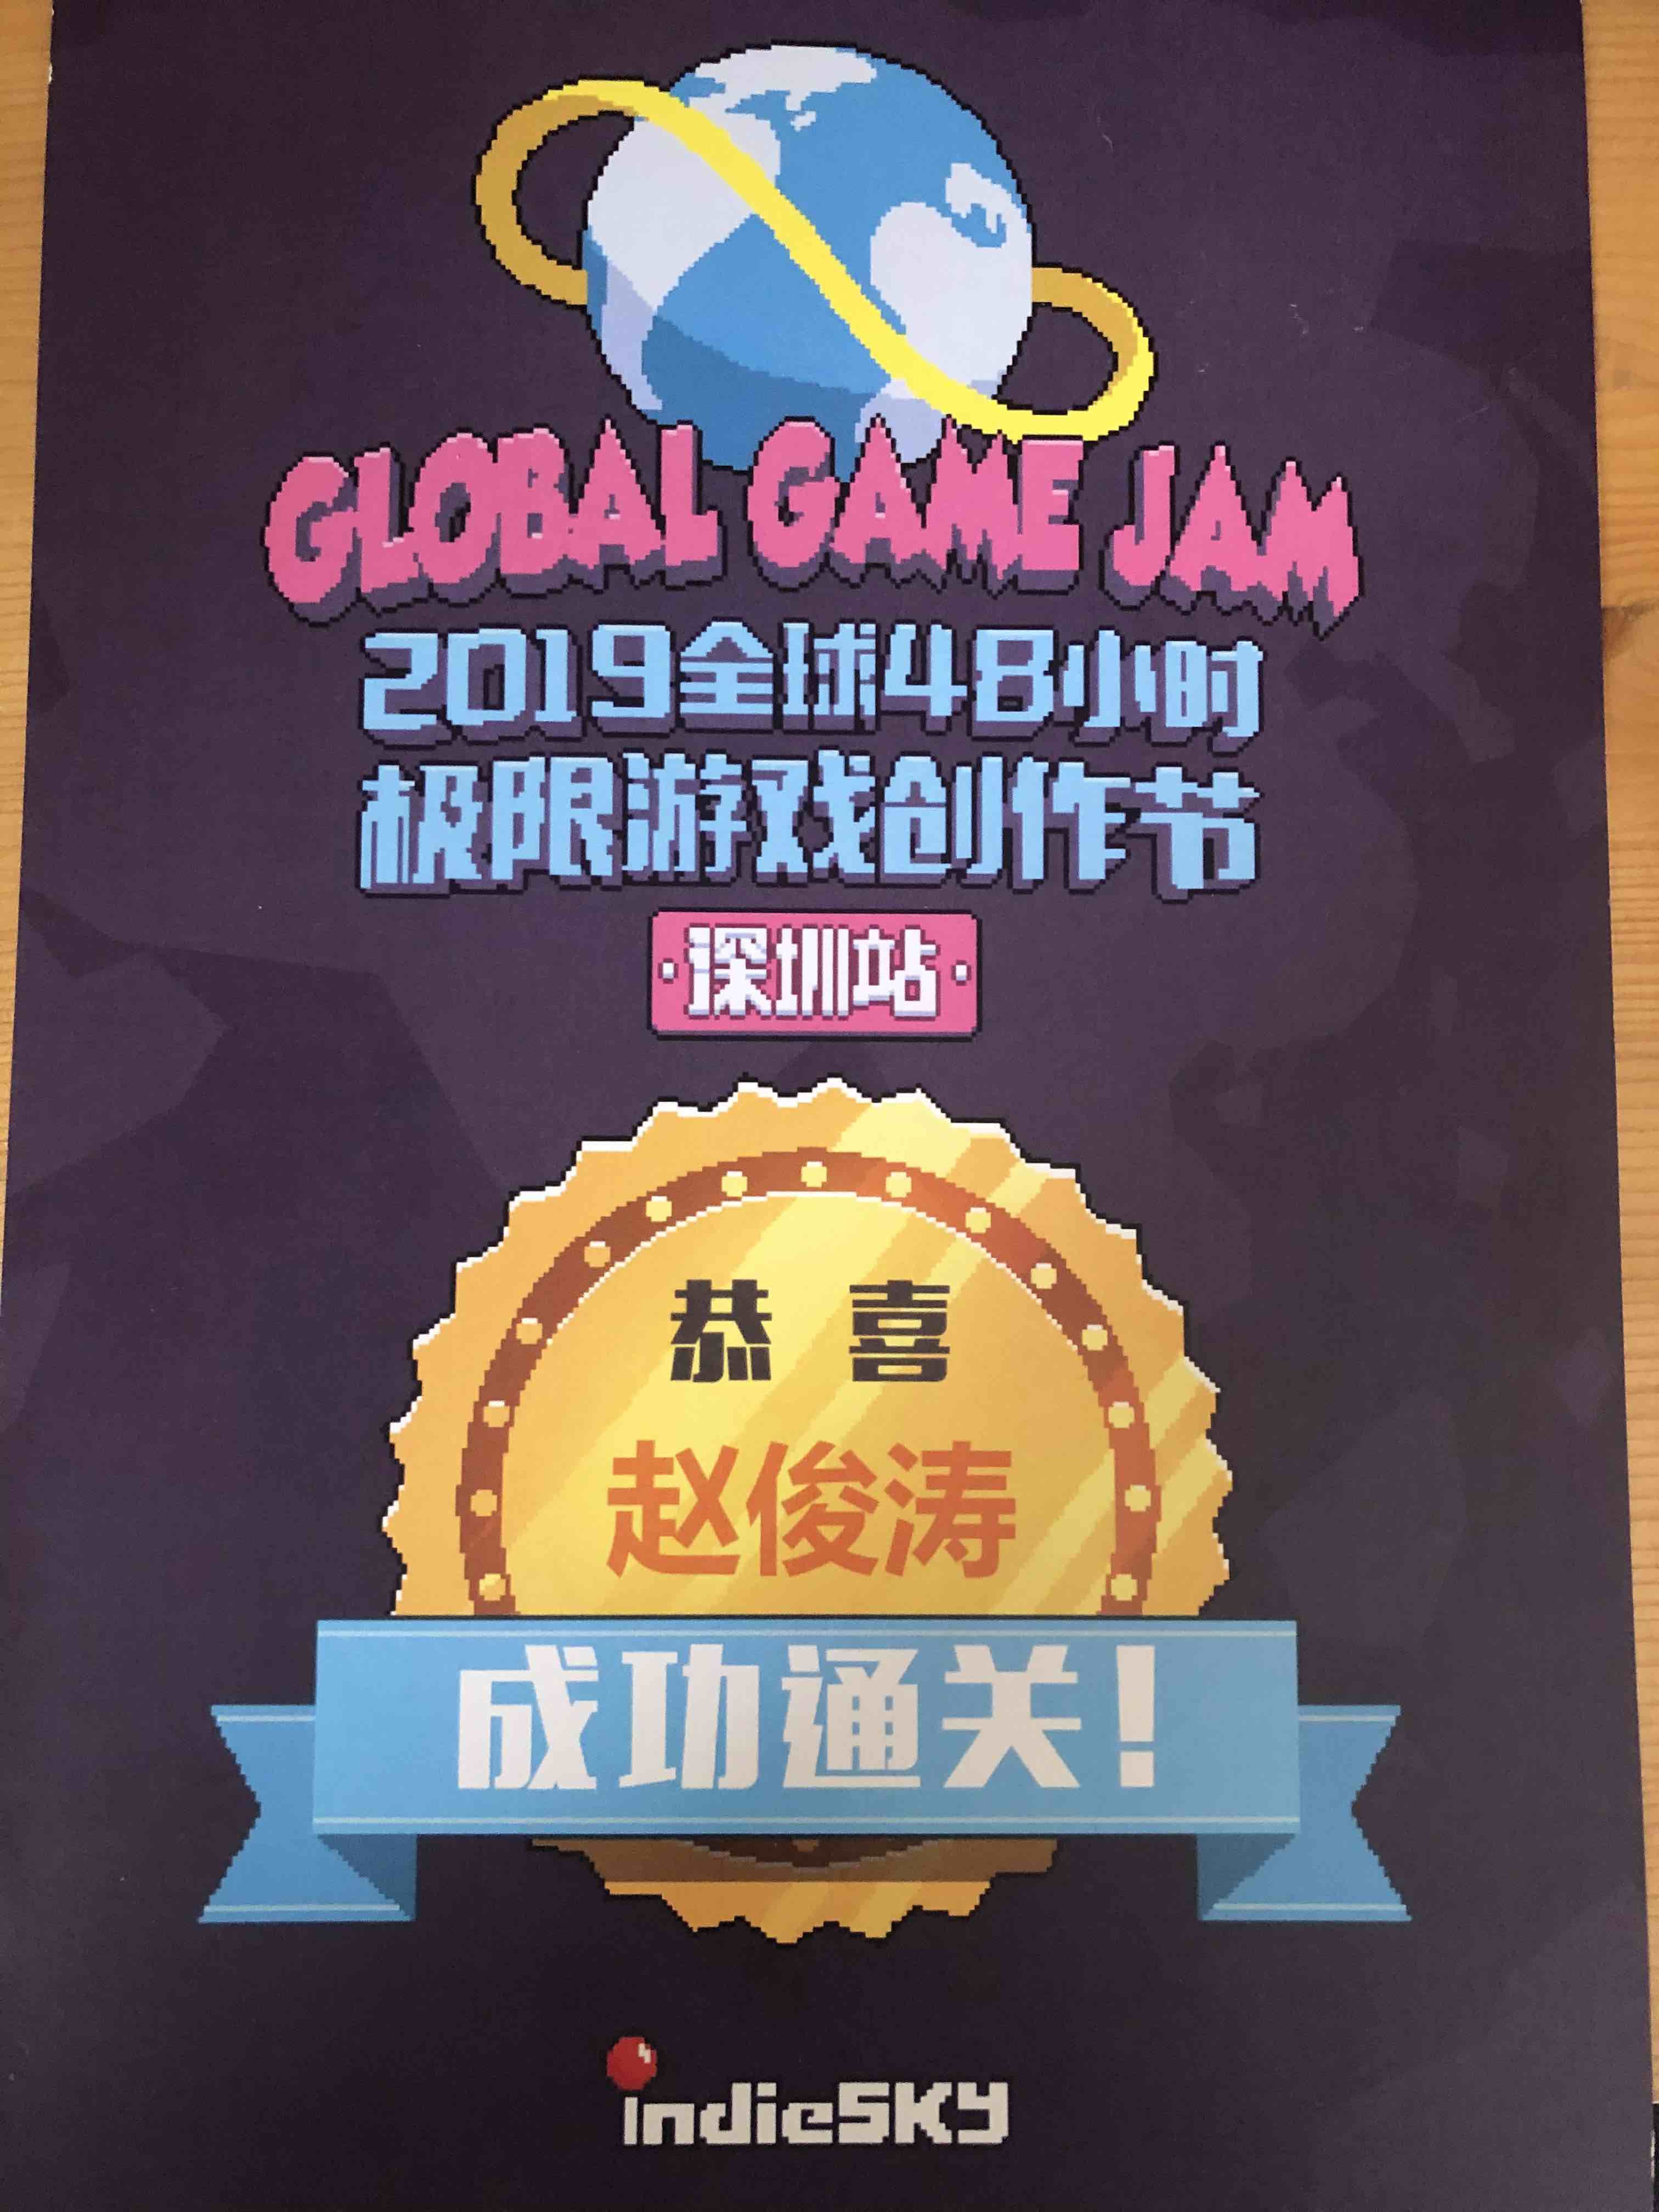 GLOBAL GAME JAM
2019全球48小时
极限游戏创作节
·深圳站·
恭喜
赵俊涛
成功通关!
indieSKY